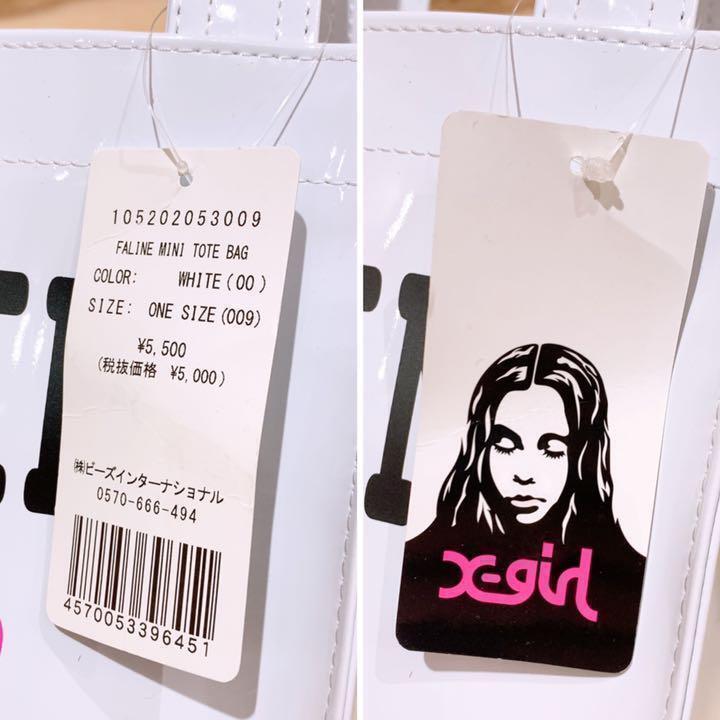 105202053009
FALINE MINI TOTE BAG
COLOR: WHITE(00)
SIZE: ONE SIZE(009)
¥5,500
(税抜価格 ¥5,000)
㈱ビーズインターナショナル
0570-666-494
4570053396451
X-girl